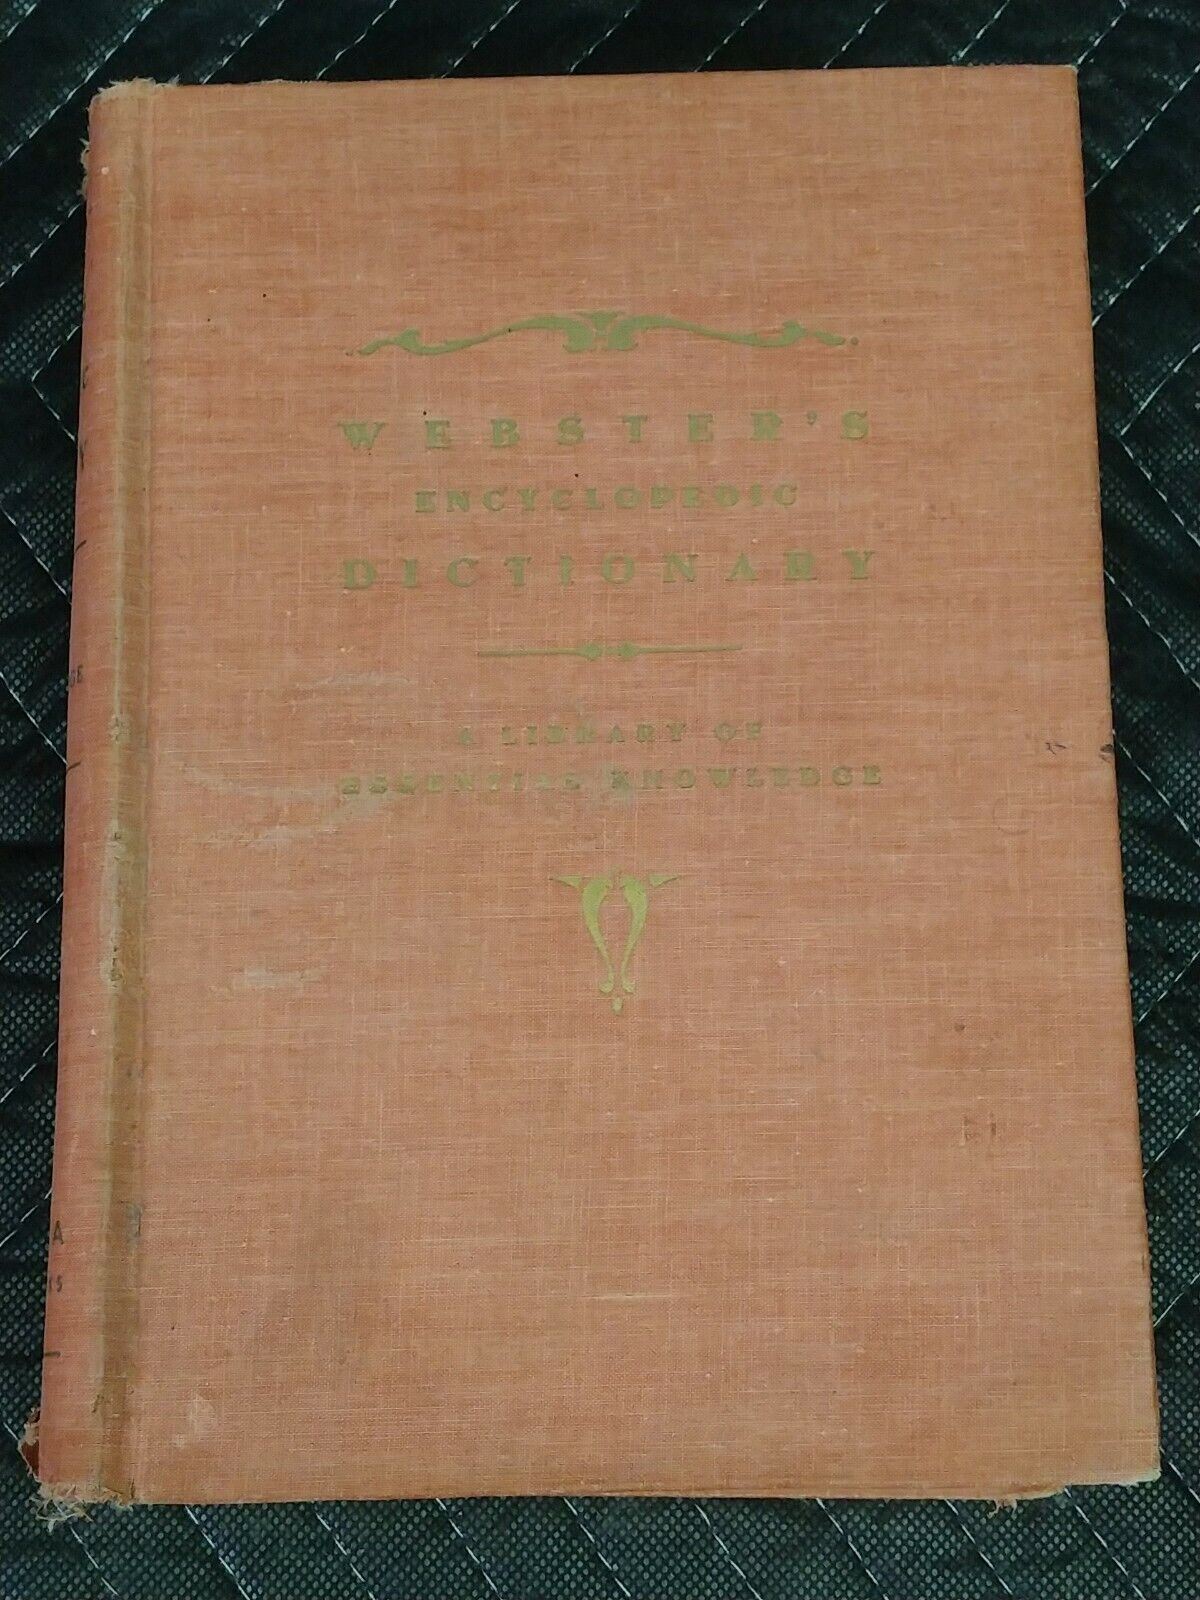 WEBSTER'S
ENCYCLOPEDIC
DICTIONARY
A LIBRARY OF
ESSENTIAL KNOWLEDGE